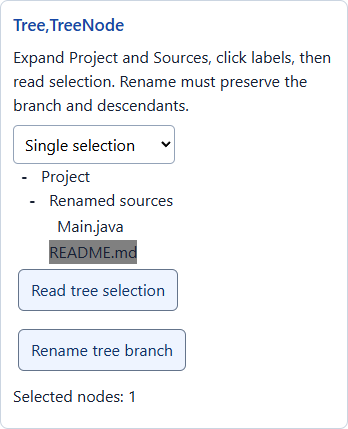 Tree,TreeNode
Expand Project and Sources, click labels, then
read selection. Rename must preserve the
branch and descendants.
Single selection
- Project
- Renamed sources
Main.java
README.md
Read tree selection
Rename tree branch
Selected nodes: 1